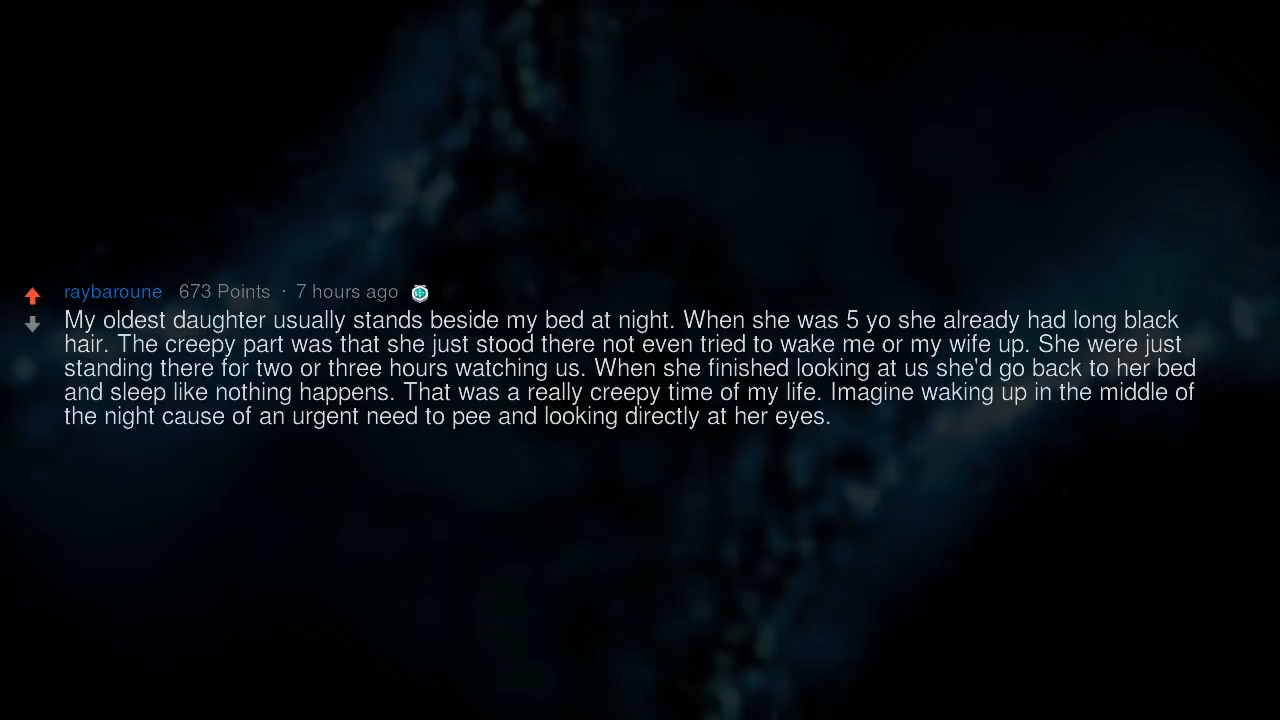 raybaroune 673 Points · 7 hours ago
My oldest daughter usually stands beside my bed at night. When she was 5 yo she already had long black
hair. The creepy part was that she just stood there not even tried to wake me or my wife up. She were just
standing there for two or three hours watching us. When she finished looking at us she'd go back to her bed
and sleep like nothing happens. That was a really creepy time of my life. Imagine waking up in the middle of
the night cause of an urgent need to pee and looking directly at her eyes.